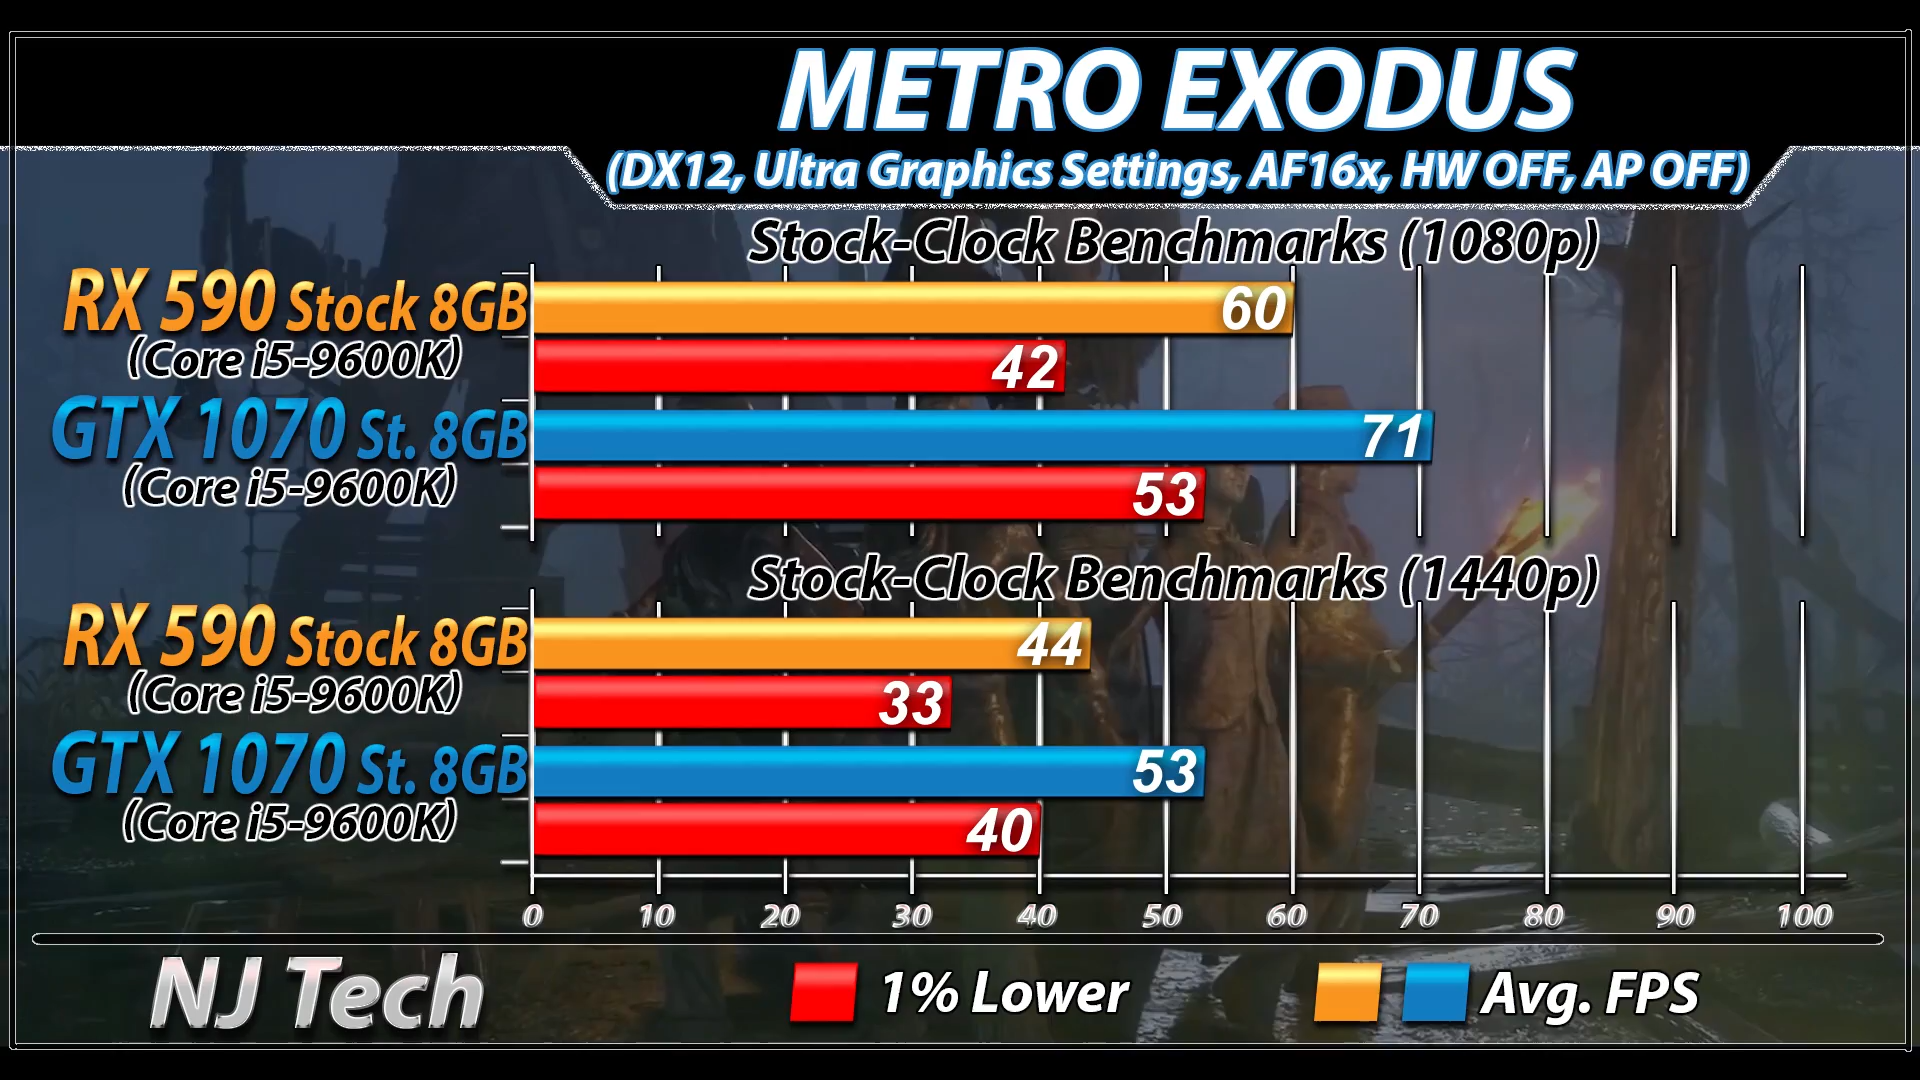 METRO EXODUS
(DX12, Ultra Graphics Settings, AF16x, HW OFF, AP OFF)
Stock-Clock Benchmarks (1080p)
RX 590 Stock 8GB
60
(Core i5-9600K)
42
GTX 1070 St. 8GB
71
(Core i5-9600K)
53
Stock-Clock Benchmarks (1440p)
RX 590 Stock 8GB
44
(Core i5-9600K)
33
GTX 1070 St. 8GB
53
(Core i5-9600K)
40
0 10 20 30 40 50 60 70 80 90 100
NJ Tech
1% Lower
Avg. FPS